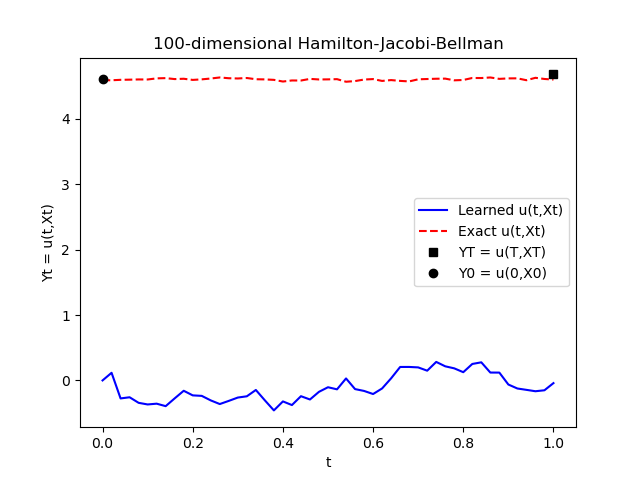 100-dimensional Hamilton-Jacobi-Bellman
Yt = u(t,Xt)
4
3
2
1
0
Learned u(t,Xt)
Exact u(t,Xt)
YT = u(T,XT)
Y0 = u(0,X0)
0.0 0.2 0.4 0.6 0.8 1.0
t